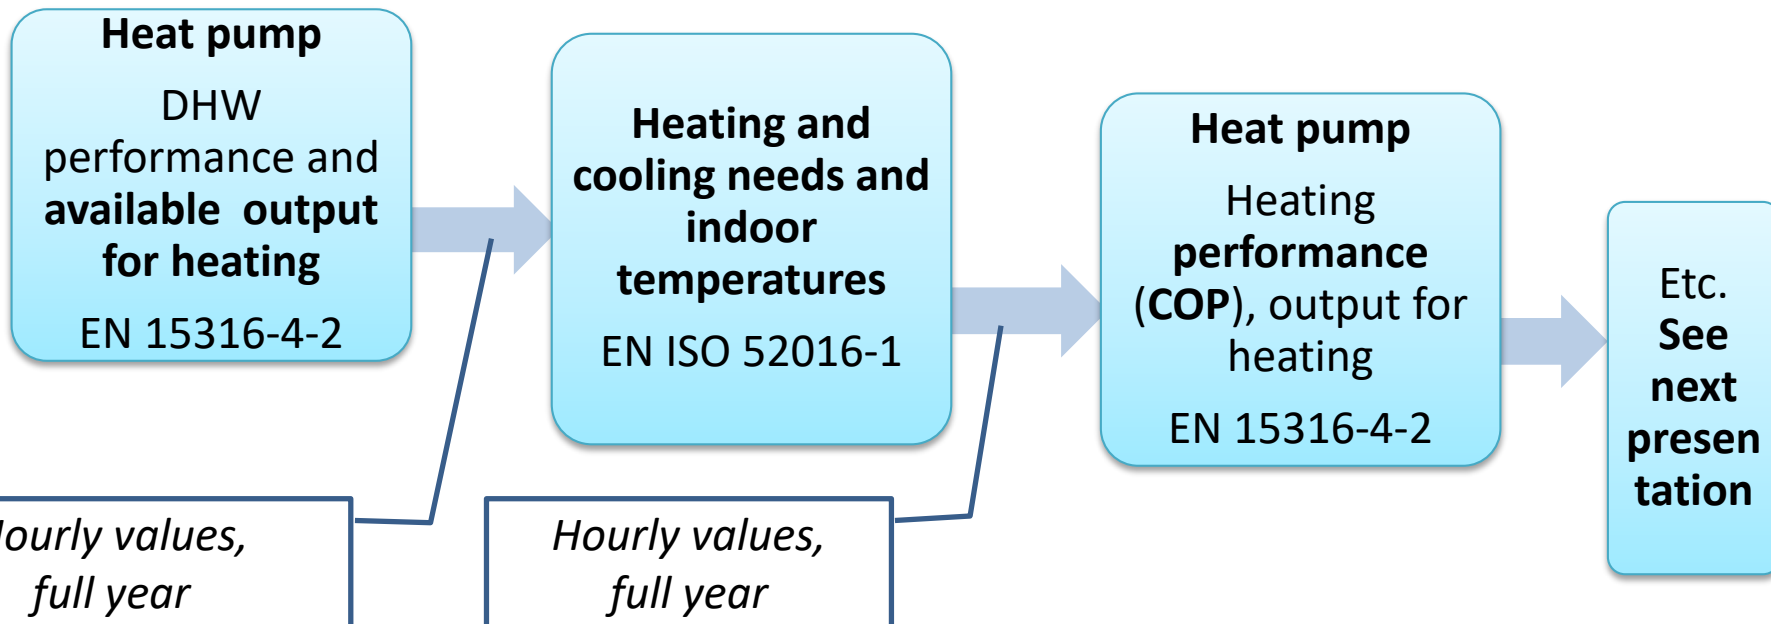 Heat pump
DHW
performance and
available output
for heating
EN 15316-4-2
Heating and
cooling needs and
indoor
temperatures
EN ISO 52016-1
Heat pump
Heating
performance
(COP), output for
heating
EN 15316-4-2
Etc.
See
next
presen
tation
ourly values,
full year
Hourly values,
full year